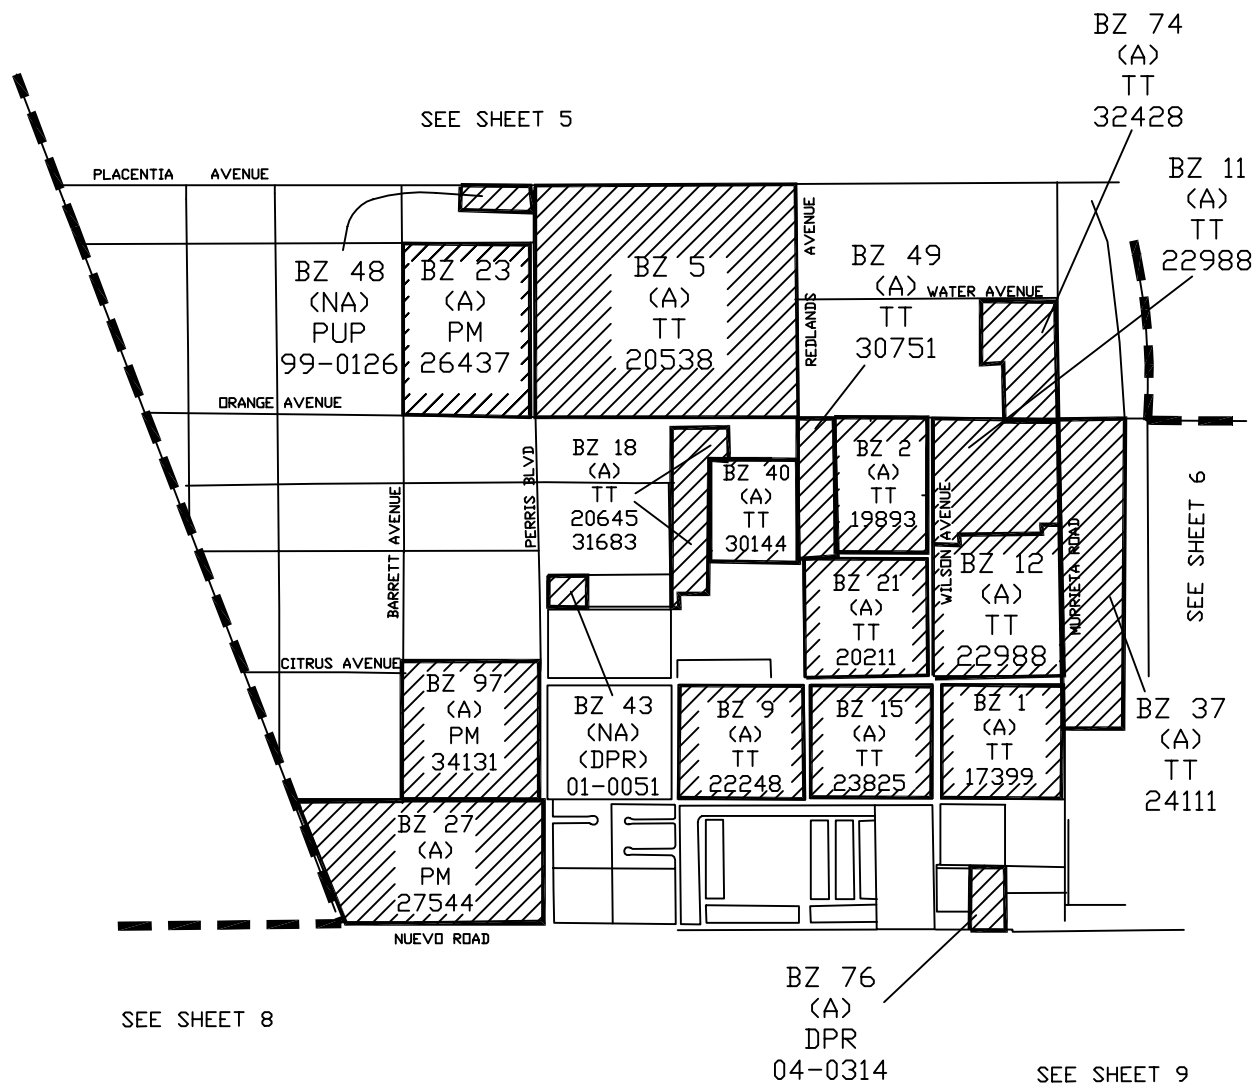 BZ 74
(A)
TT
32428
SEE SHEET 5
BZ 11
(A)
TT
22988
PLACENTIA AVENUE
REDLANDS AVENUE
BZ 48
(NA)
PUP
99-0126
BZ 23
(A)
PM
26437
BZ 5
(A)
TT
20538
BZ 49
(A)
TT
30751
WATER AVENUE
ORANGE AVENUE
PERRIS BLVD
BARRETT AVENUE
BZ 18
(A)
TT
20645
31683
BZ 40
(A)
TT
30144
BZ 2
(A)
TT
19893
WILSON AVENUE
MURRIETA ROAD
SEE SHEET 6
BZ 21
(A)
TT
20211
BZ 12
(A)
TT
22988
CITRUS AVENUE
BZ 97
(A)
PM
34131
BZ 43
(NA)
(DPR)
01-0051
BZ 9
(A)
TT
22248
BZ 15
(A)
TT
23825
BZ 1
(A)
TT
17399
BZ 37
(A)
TT
24111
BZ 27
(A)
PM
27544
NUEVO ROAD
BZ 76
(A)
DPR
04-0314
SEE SHEET 8
SEE SHEET 9